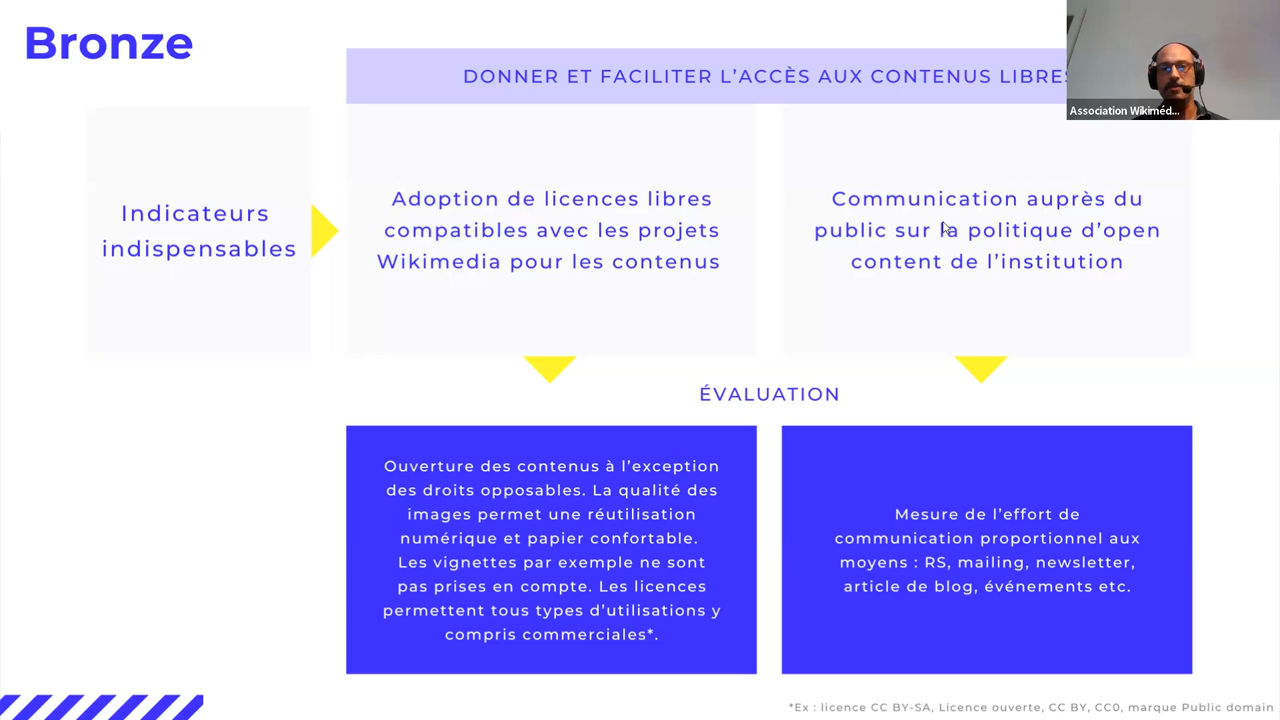 Bronze
DONNER ET FACILITER L'ACCÈS AUX CONTENUS LIBRES
Association Wikiméd...
Indicateurs
indispensables
Adoption de licences libres
compatibles avec les projets
Wikimedia pour les contenus
Communication auprès du
public sur la politique d'open
content de l'institution
ÉVALUATION
Ouverture des contenus à l'exception
des droits opposables. La qualité des
images permet une réutilisation
numérique et papier confortable.
Les vignettes par exemple ne sont
pas prises en compte. Les licences
permettent tous types d'utilisations y
compris commerciales*.
Mesure de l'effort de
communication proportionnel aux
moyens : RS, mailing, newsletter,
article de blog, événements etc.
*Ex : licence CC BY-SA, Licence ouverte, CC BY, CC0, marque Public domain